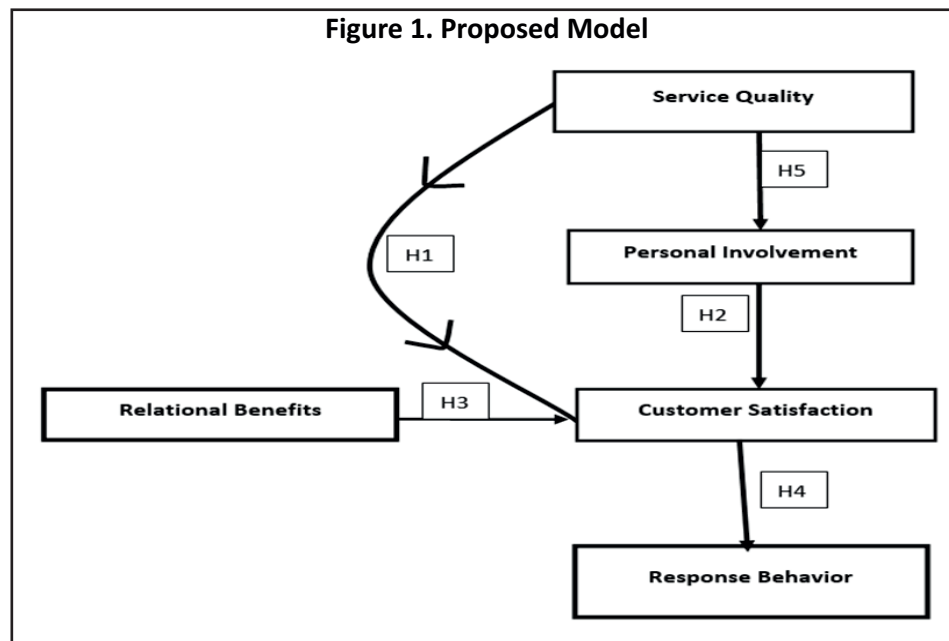 Figure 1. Proposed Model
Service Quality
H5
H1
Personal Involvement
H2
Relational Benefits
H3
Customer Satisfaction
H4
Response Behavior